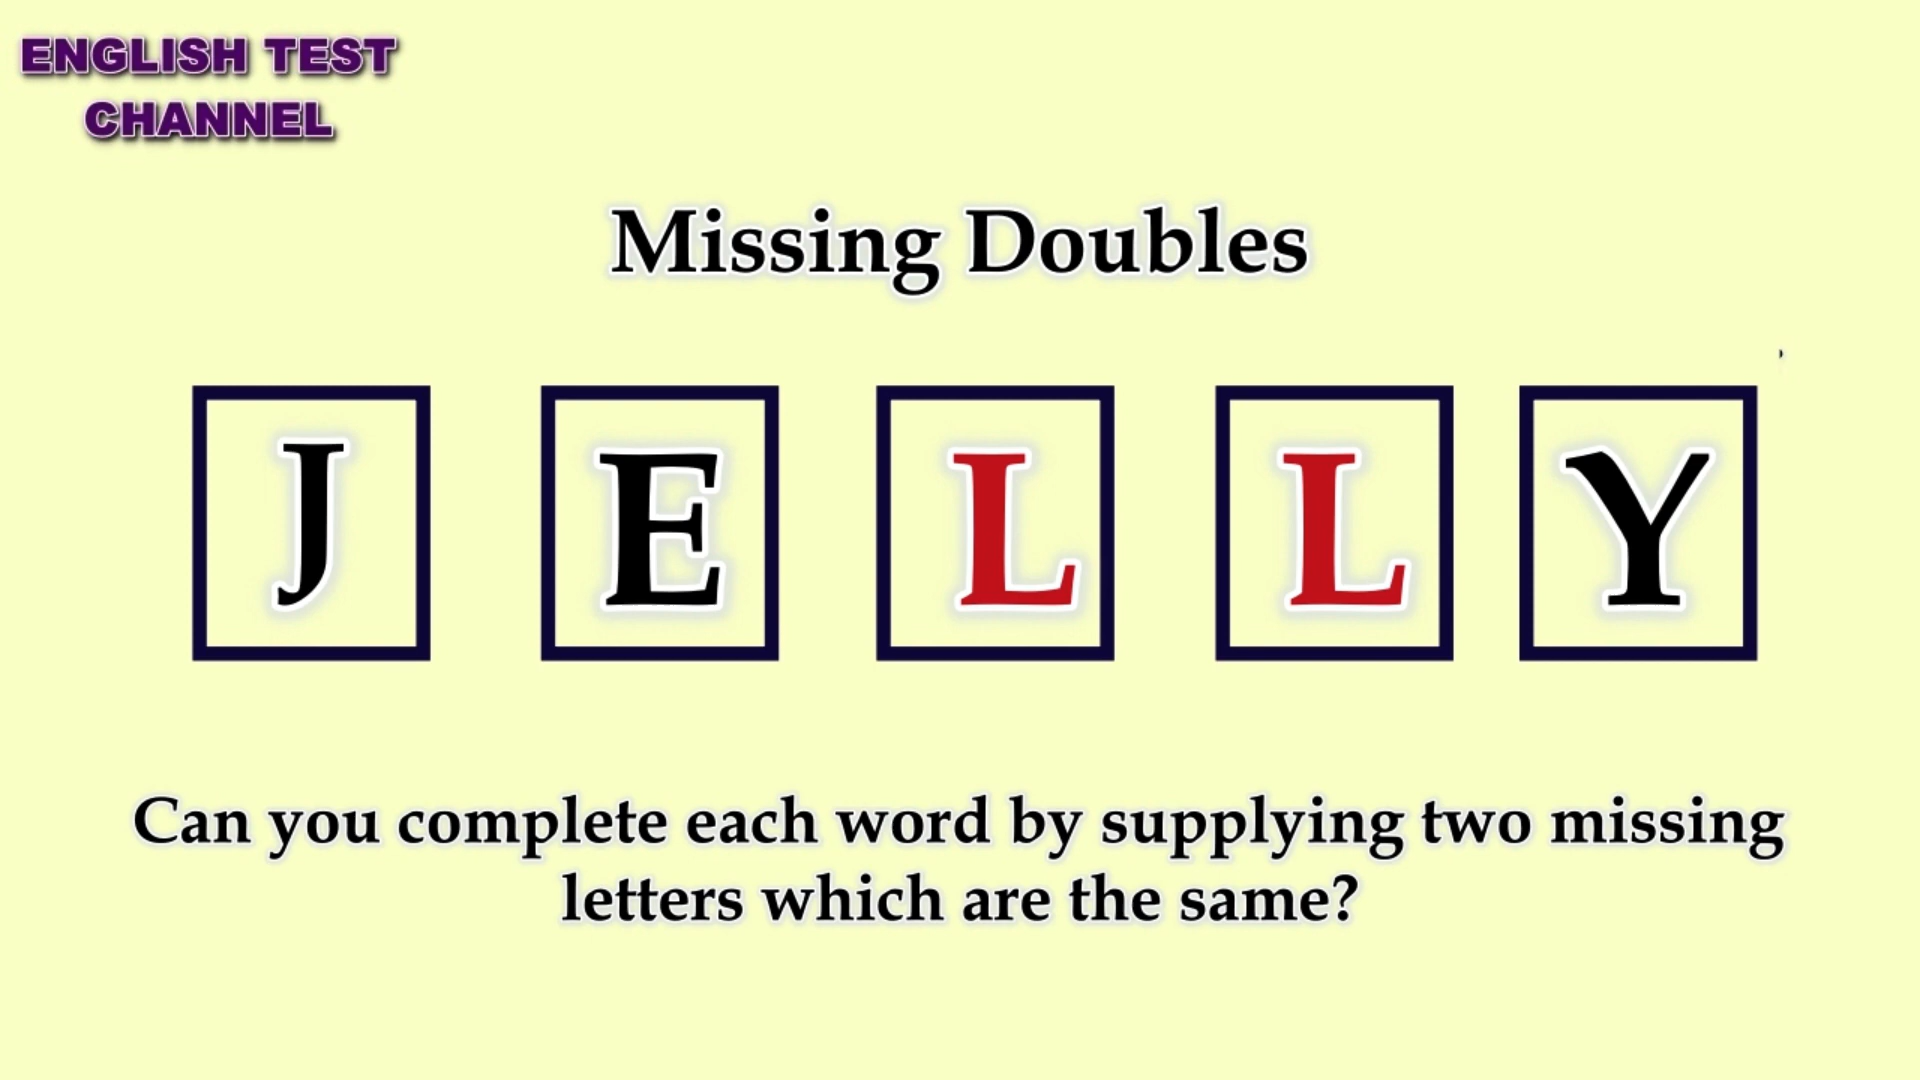 ENGLISH TEST
CHANNEL
Missing Doubles
J E L L Y
Can you complete each word by supplying two missing
letters which are the same?